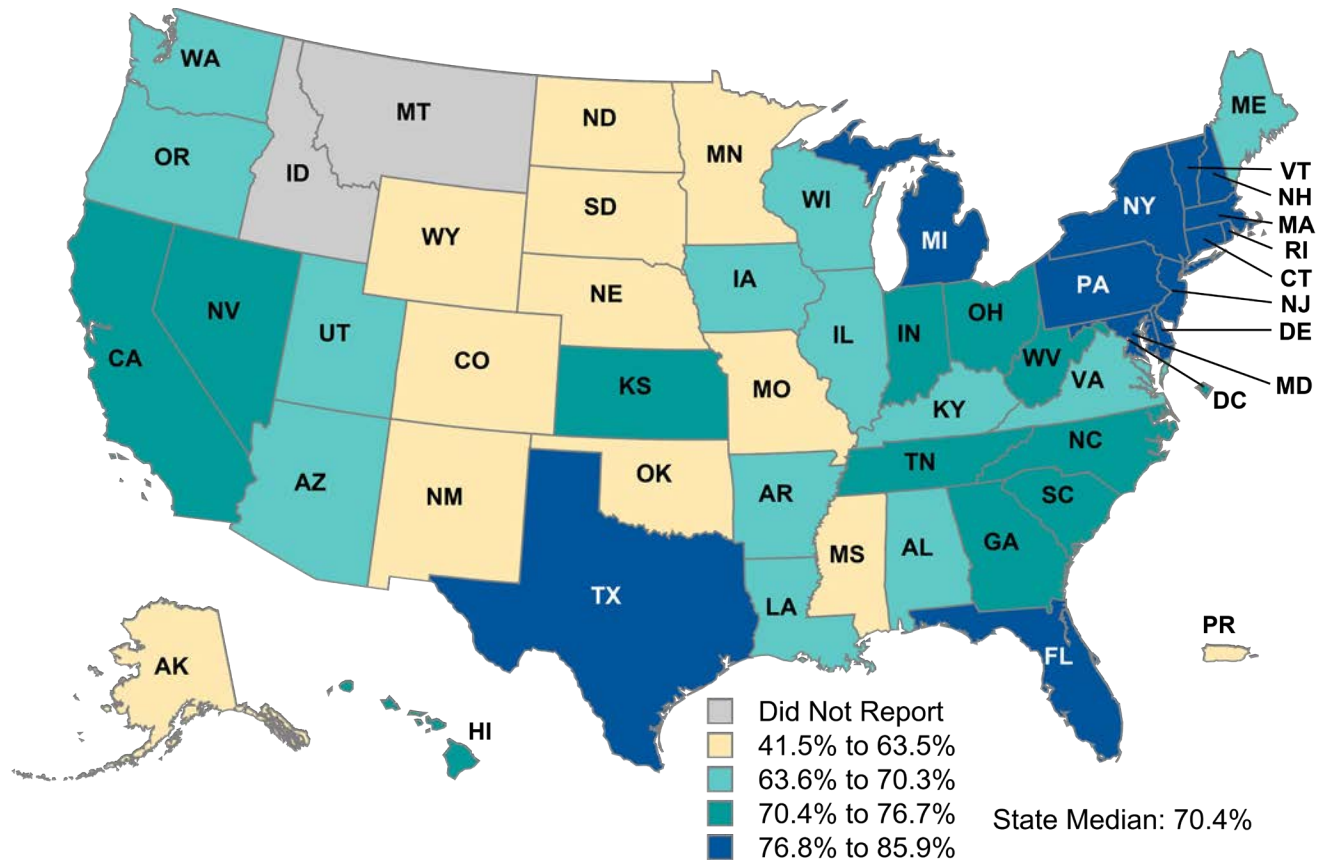 WA
MT
ND
MN
ME
OR
ID
SD
WI
VT
NH
NY
MA
WY
MI
RI
CT
NE
IA
PA
NJ
NV
UT
IL
IN
OH
DE
CA
CO
KS
MO
WV
VA
MD
KY
DC
AZ
NM
OK
AR
TN
NC
SC
MS
AL
GA
TX
LA
PR
FL
AK
HI
Did Not Report
41.5% to 63.5%
63.6% to 70.3%
70.4% to 76.7%
State Median: 70.4%
76.8% to 85.9%